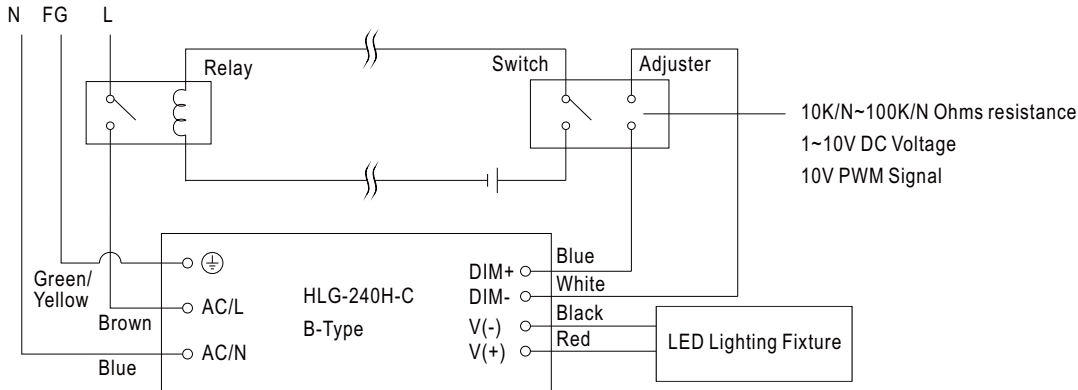 N FG L
Relay
Switch
Adjuster
10K/N~100K/N Ohms resistance
1~10V DC Voltage
10V PWM Signal
Green/
Yellow
Brown
Blue
AC/L
AC/N
HLG-240H-C
B-Type
DIM+
DIM-
V(-)
V(+)
Blue
White
Black
Red
LED Lighting Fixture